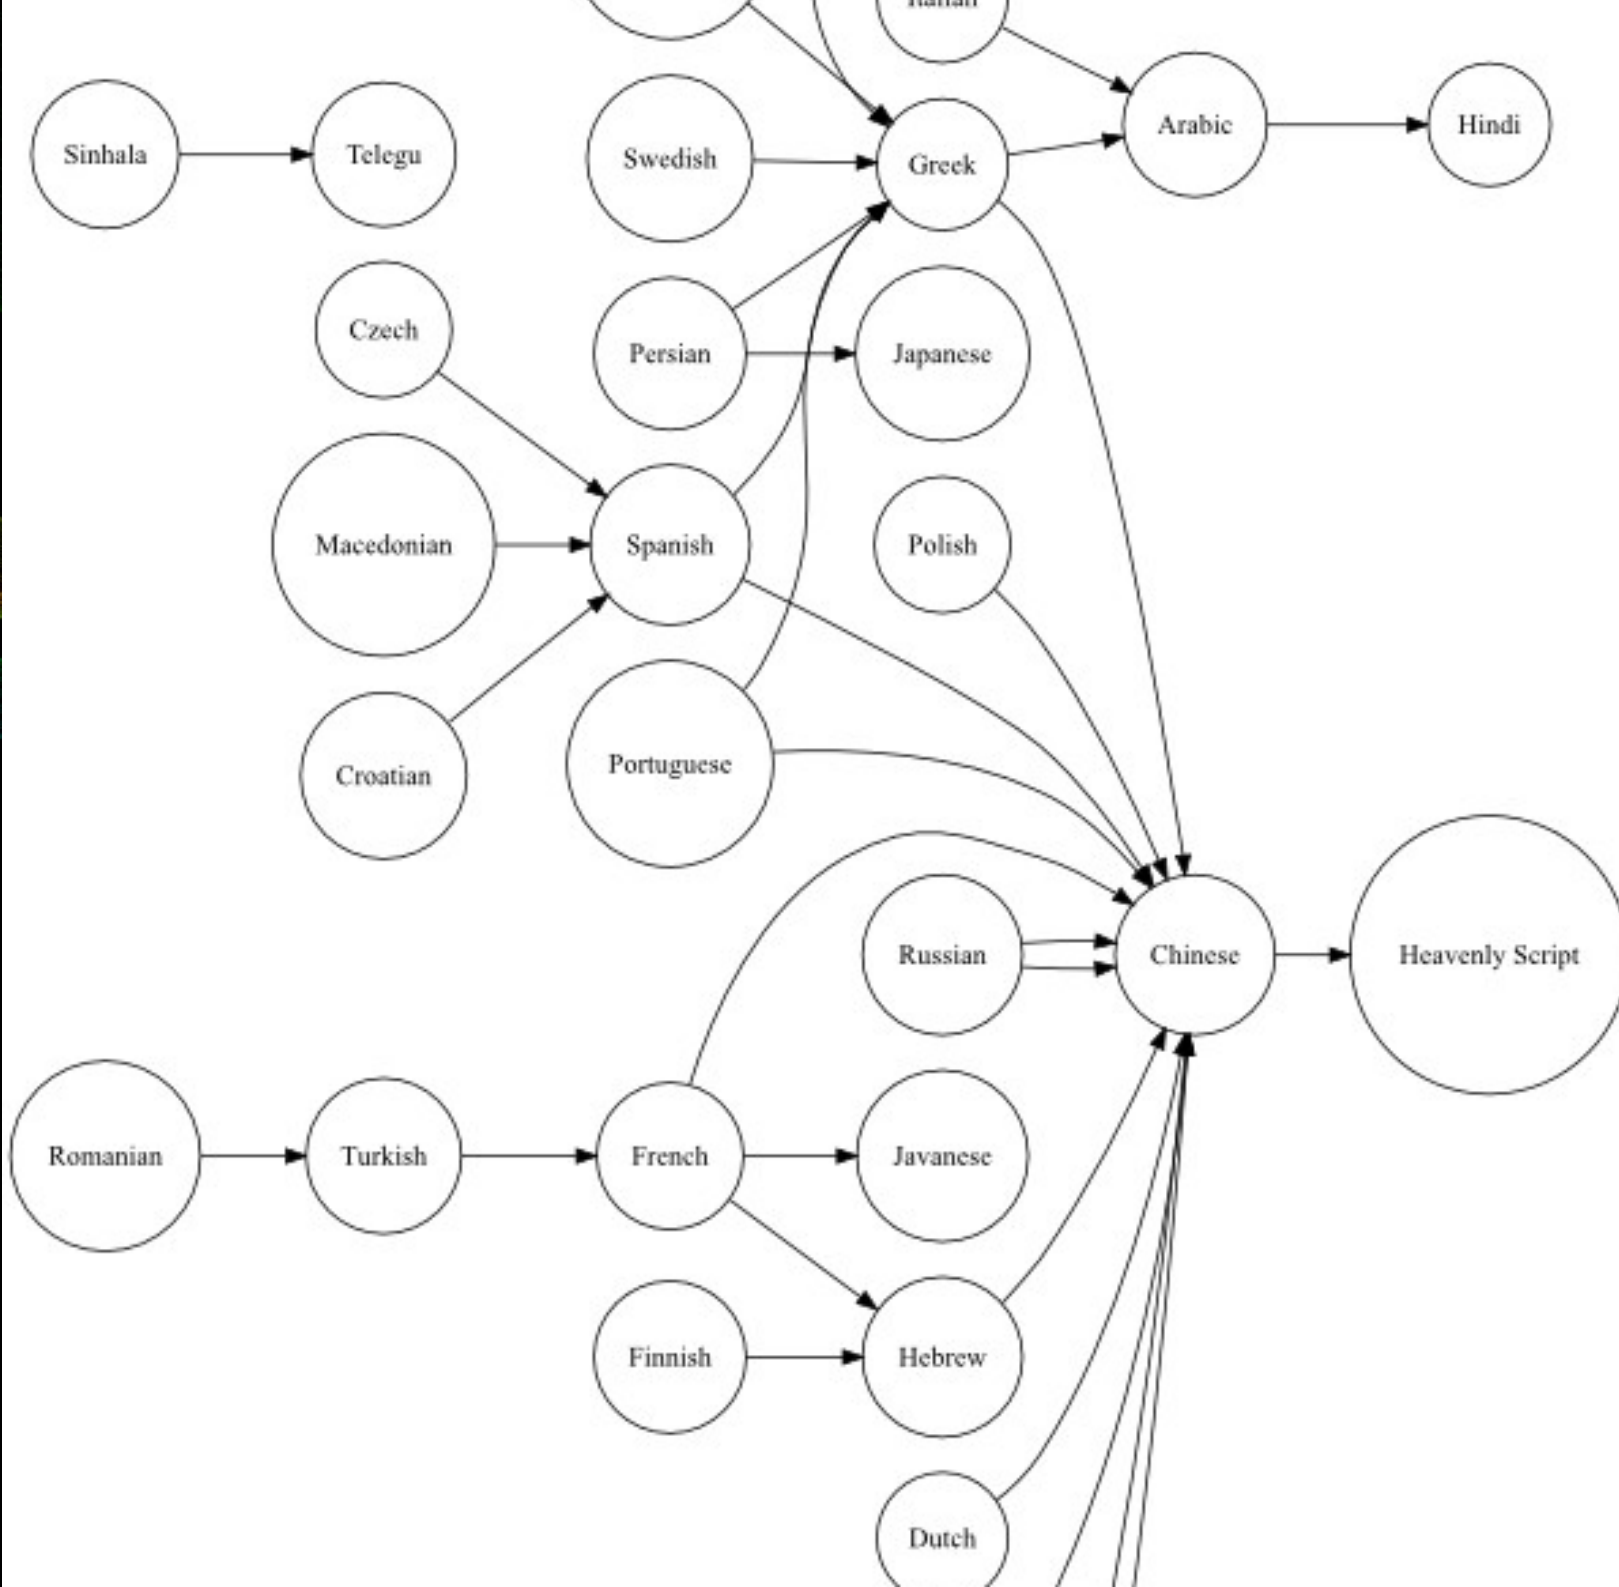 Italian
Sinhala
Telegu
Swedish
Greek
Arabic
Hindi
Czech
Persian
Japanese
Macedonian
Spanish
Polish
Croatian
Portuguese
Russian
Chinese
Heavenly Script
Romanian
Turkish
French
Javanese
Finnish
Hebrew
Dutch